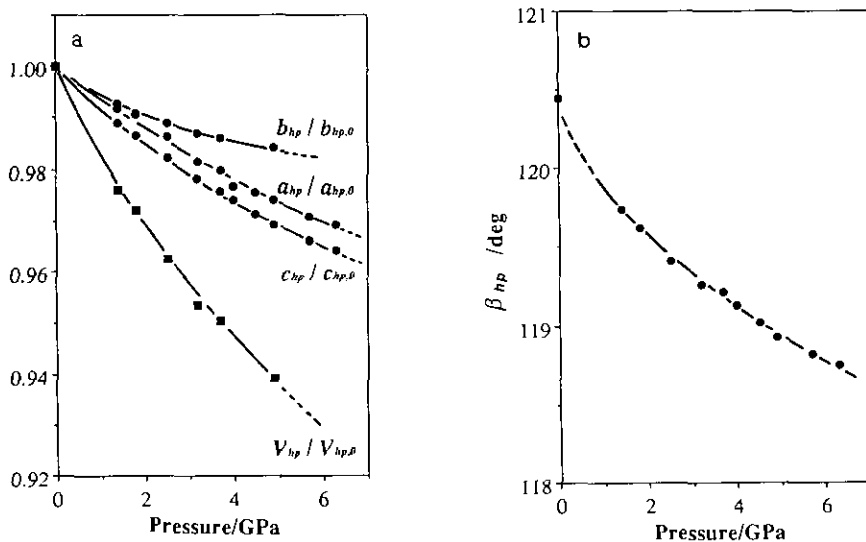 a
1.00
0.98
0.96
0.94
0.92
b_hp / b_hp,0
a_hp / a_hp,0
c_hp / c_hp,0
V_hp / V_hp,0
0 2 4 6
Pressure/GPa
b
121
120
119
118
β_hp /deg
0 2 4 6
Pressure/GPa